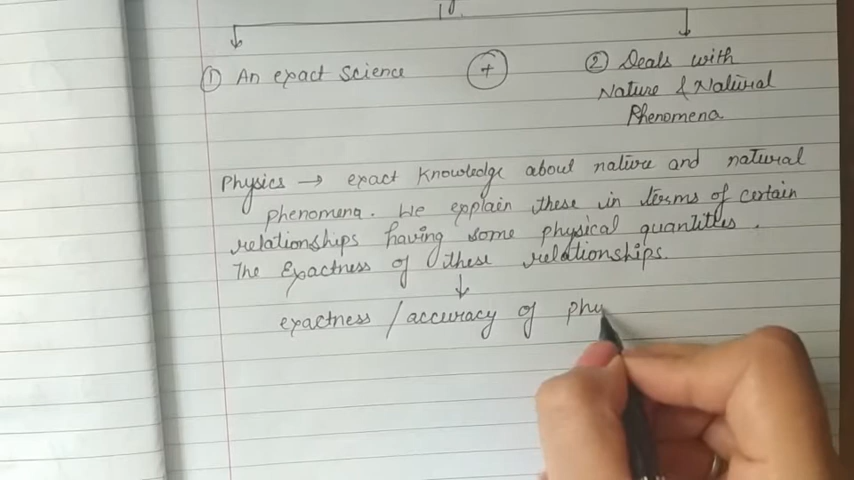 ① An exact science
+
② Deals with
Nature & Natural
Phenomena
Physics → exact knowledge about nature and natural
phenomena. We explain these in terms of certain
relationships having some physical quantities.
The Exactness of these relationships.
↓
exactness / accuracy of phy